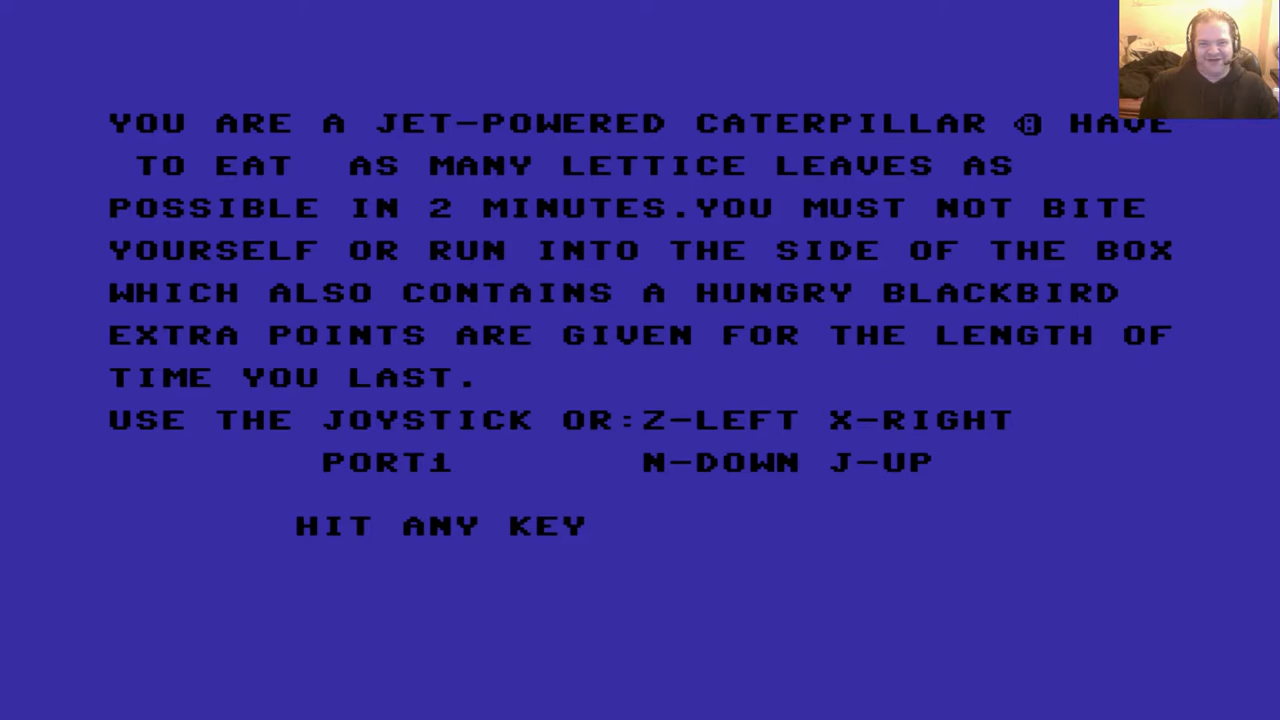 YOU ARE A JET-POWERED CATERPILLAR HAVE
TO EAT AS MANY LETTICE LEAVES AS
POSSIBLE IN 2 MINUTES.YOU MUST NOT BITE
YOURSELF OR RUN INTO THE SIDE OF THE BOX
WHICH ALSO CONTAINS A HUNGRY BLACKBIRD
EXTRA POINTS ARE GIVEN FOR THE LENGTH OF
TIME YOU LAST.
USE THE JOYSTICK OR:Z-LEFT X-RIGHT
PORT1 N-DOWN J-UP
HIT ANY KEY